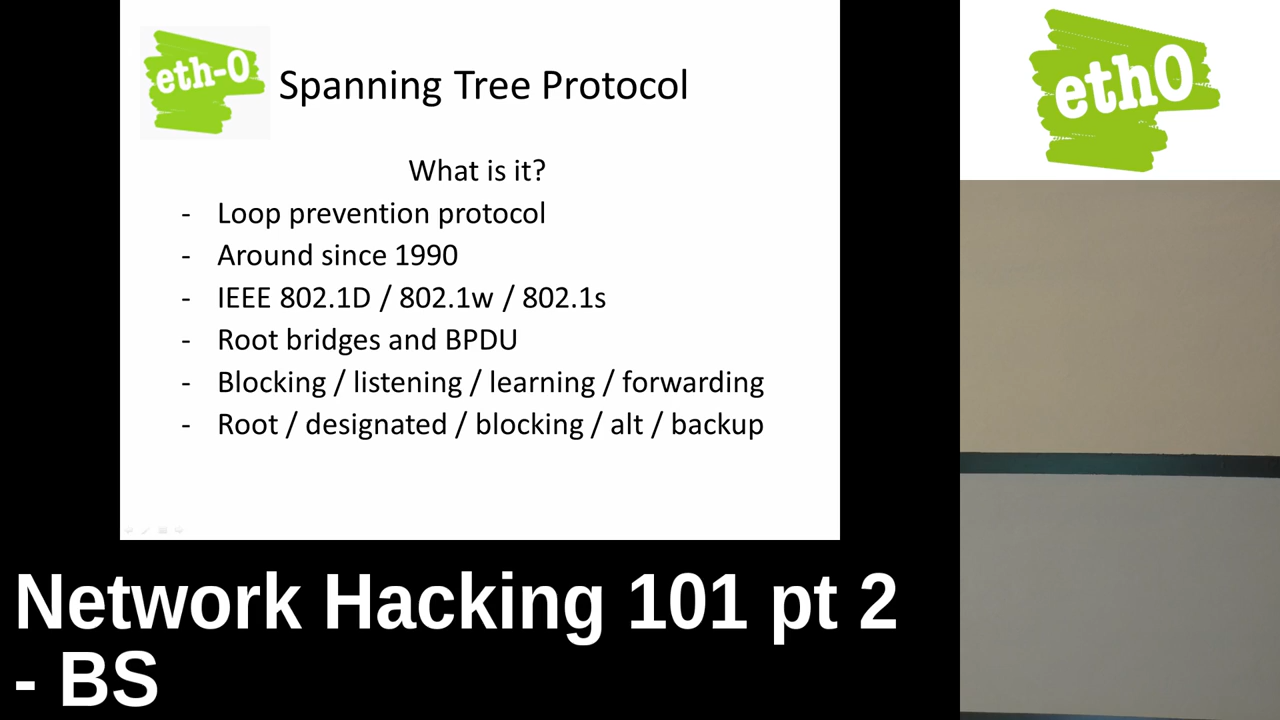 eth-0
Spanning Tree Protocol
What is it?
- Loop prevention protocol
- Around since 1990
- IEEE 802.1D / 802.1w / 802.1s
- Root bridges and BPDU
- Blocking / listening / learning / forwarding
- Root / designated / blocking / alt / backup
eth0
Network Hacking 101 pt 2
- BS